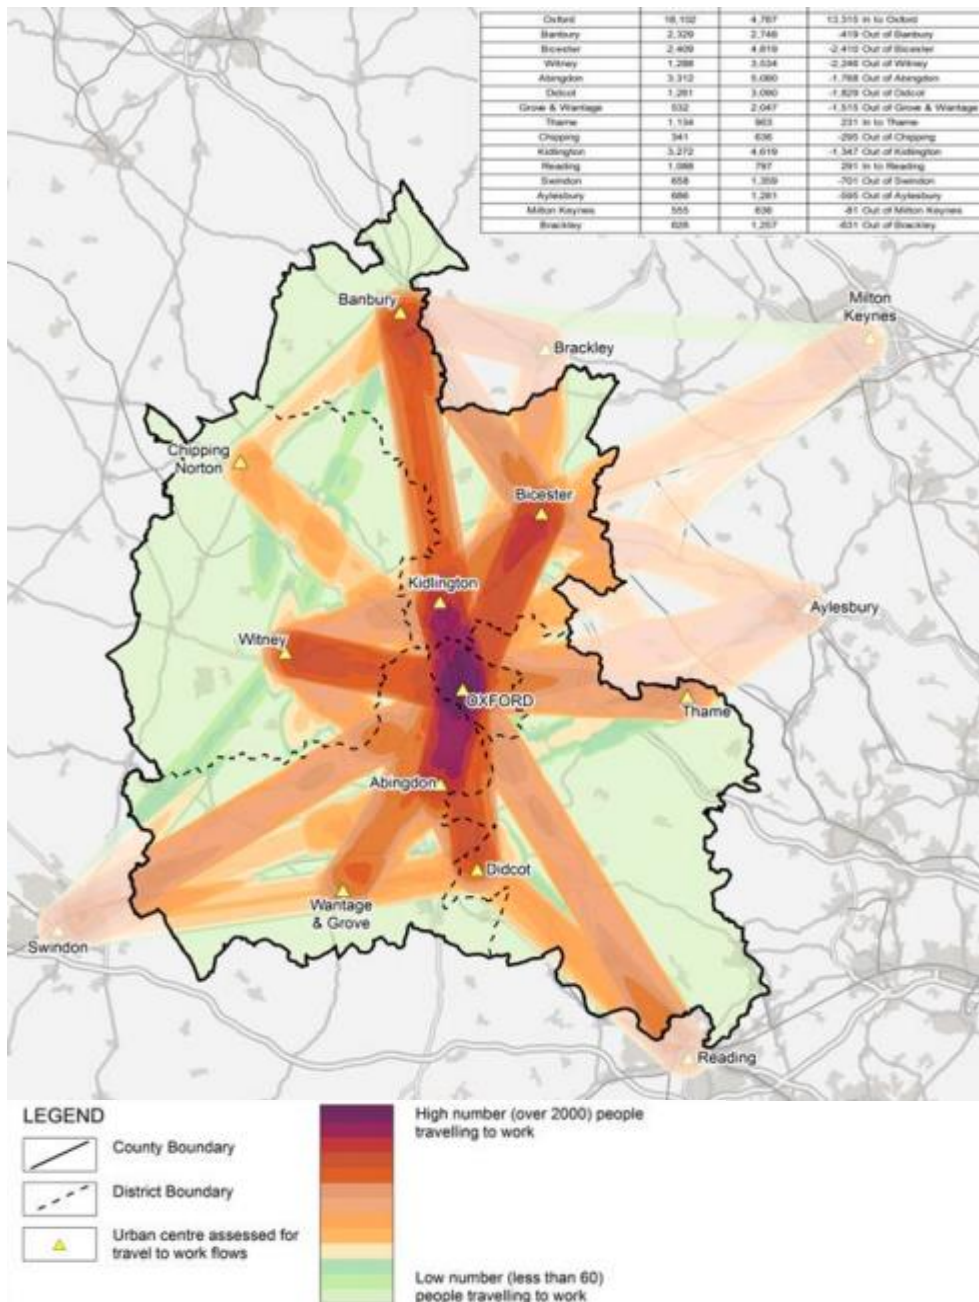 Oxford 18,102 4,787 13,315 In to Oxford
Banbury 2,329 2,748 -419 Out of Banbury
Bicester 2,409 4,819 -2,410 Out of Bicester
Witney 1,288 3,534 -2,246 Out of Witney
Abingdon 3,312 5,080 -1,768 Out of Abingdon
Didcot 1,261 3,090 -1,829 Out of Didcot
Grove & Wantage 532 2,047 -1,515 Out of Grove & Wantage
Thame 1,134 903 231 In to Thame
Chipping 341 636 -295 Out of Chipping
Kidlington 3,272 4,619 -1,347 Out of Kidlington
Reading 1,088 797 291 In to Reading
Swindon 658 1,359 -701 Out of Swindon
Aylesbury 686 1,281 -595 Out of Aylesbury
Milton Keynes 555 636 -81 Out of Milton Keynes
Brackley 626 1,257 -631 Out of Brackley
Banbury
Milton
Keynes
Brackley
Chipping
Norton
Bicester
Kidlington
Aylesbury
Witney
OXFORD
Thame
Abingdon
Didcot
Wantage
& Grove
Swindon
Reading
LEGEND
County Boundary
District Boundary
Urban centre assessed for
travel to work flows
High number (over 2000) people
travelling to work
Low number (less than 60)
people travelling to work